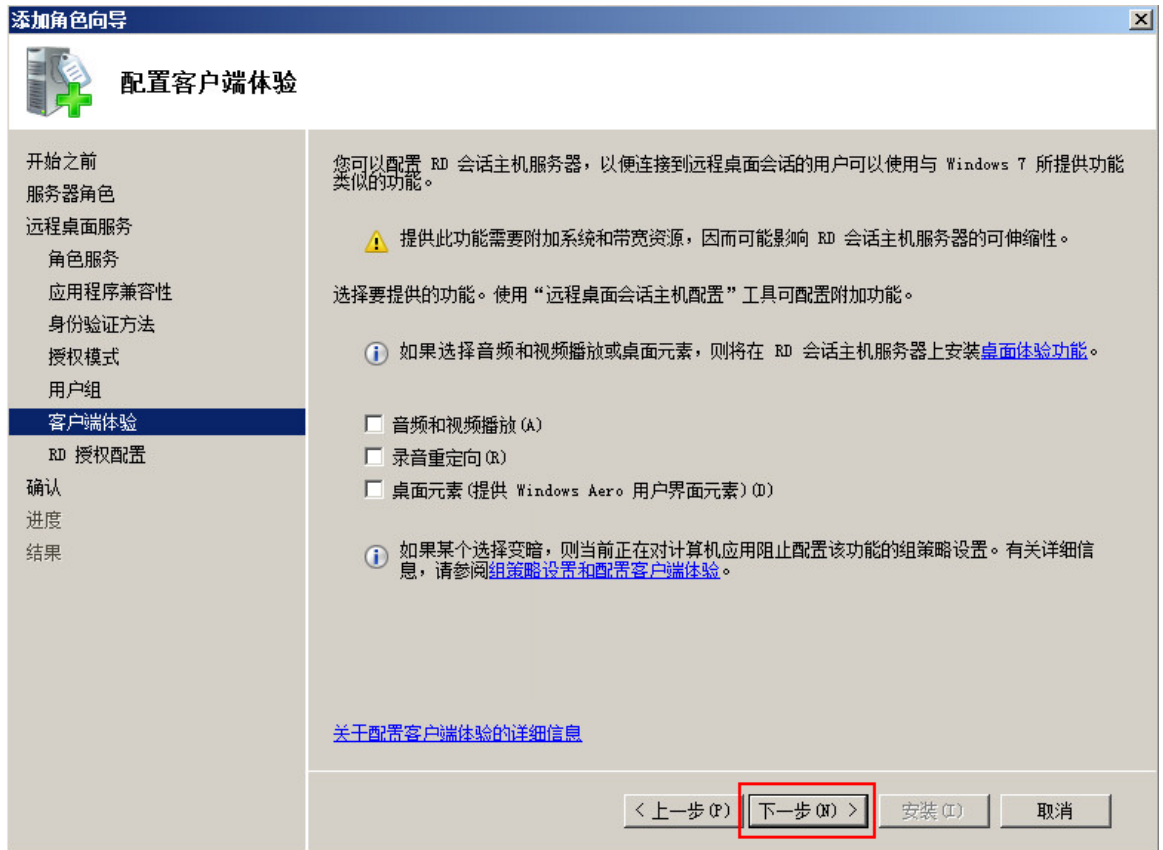 添加角色向导
配置客户端体验
开始之前
服务器角色
远程桌面服务
角色服务
应用程序兼容性
身份验证方法
授权模式
用户组
客户端体验
RD 授权配置
确认
进度
结果
您可以配置 RD 会话主机服务器，以便连接到远程桌面会话的用户可以使用与 Windows 7 所提供功能
类似的功能。
提供此功能需要附加系统和带宽资源，因而可能影响 RD 会话主机服务器的可伸缩性。
选择要提供的功能。使用“远程桌面会话主机配置”工具可配置附加功能。
如果选择音频和视频播放或桌面元素，则将在 RD 会话主机服务器上安装桌面体验功能。
音频和视频播放(A)
录音重定向(R)
桌面元素(提供 Windows Aero 用户界面元素)(D)
如果某个选择变暗，则当前正在对计算机应用阻止配置该功能的组策略设置。有关详细信
息，请参阅组策略设置和配置客户端体验。
关于配置客户端体验的详细信息
< 上一步(P)
下一步(N) >
安装(I)
取消